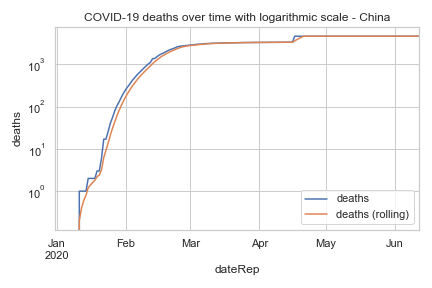 COVID-19 deaths over time with logarithmic scale - China
deaths
10³
10²
10¹
10⁰
deaths
deaths (rolling)
Jan Feb Mar Apr May Jun
2020
dateRep